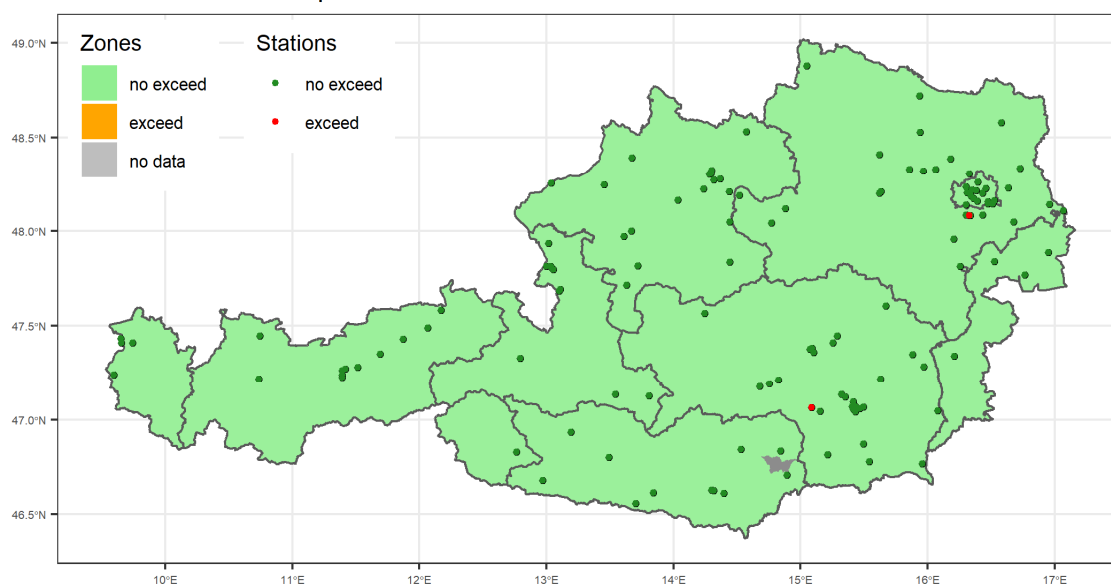 Zones
no exceed
exceed
no data
Stations
no exceed
exceed
49.0°N
48.5°N
48.0°N
47.5°N
47.0°N
46.5°N
10°E 11°E 12°E 13°E 14°E 15°E 16°E 17°E